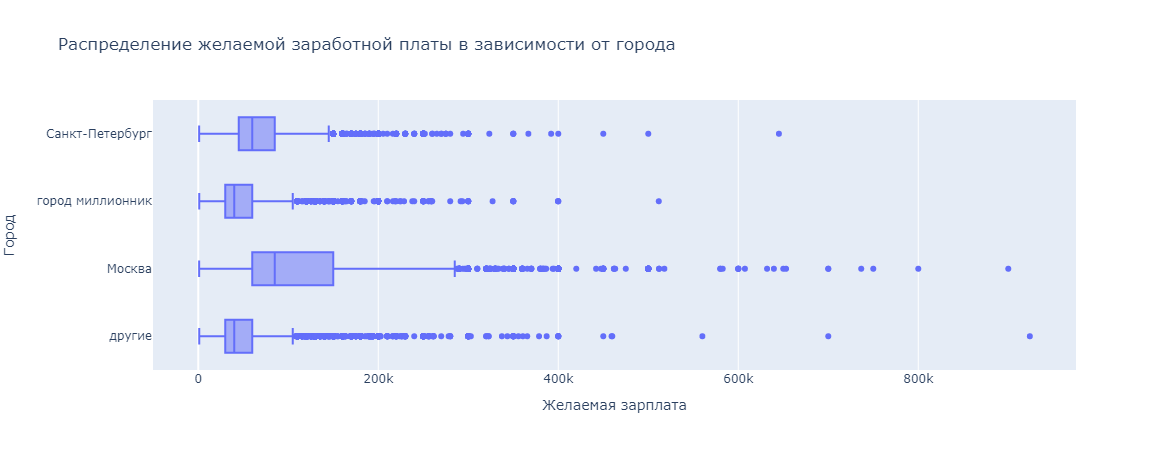 Распределение желаемой заработной платы в зависимости от города
Город
Санкт-Петербург
город миллионник
Москва
другие
0
200k
400k
600k
800k
Желаемая зарплата